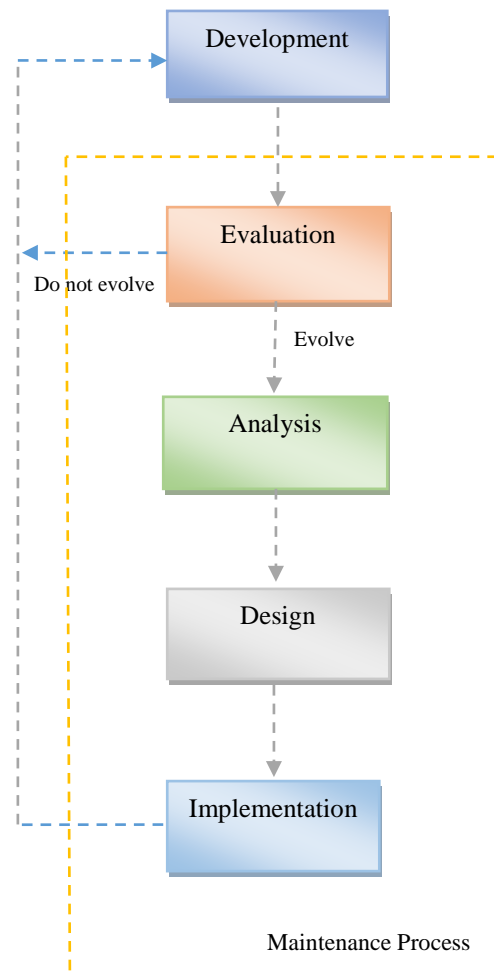 Development
Evaluation
Do not evolve
Evolve
Analysis
Design
Implementation
Maintenance Process